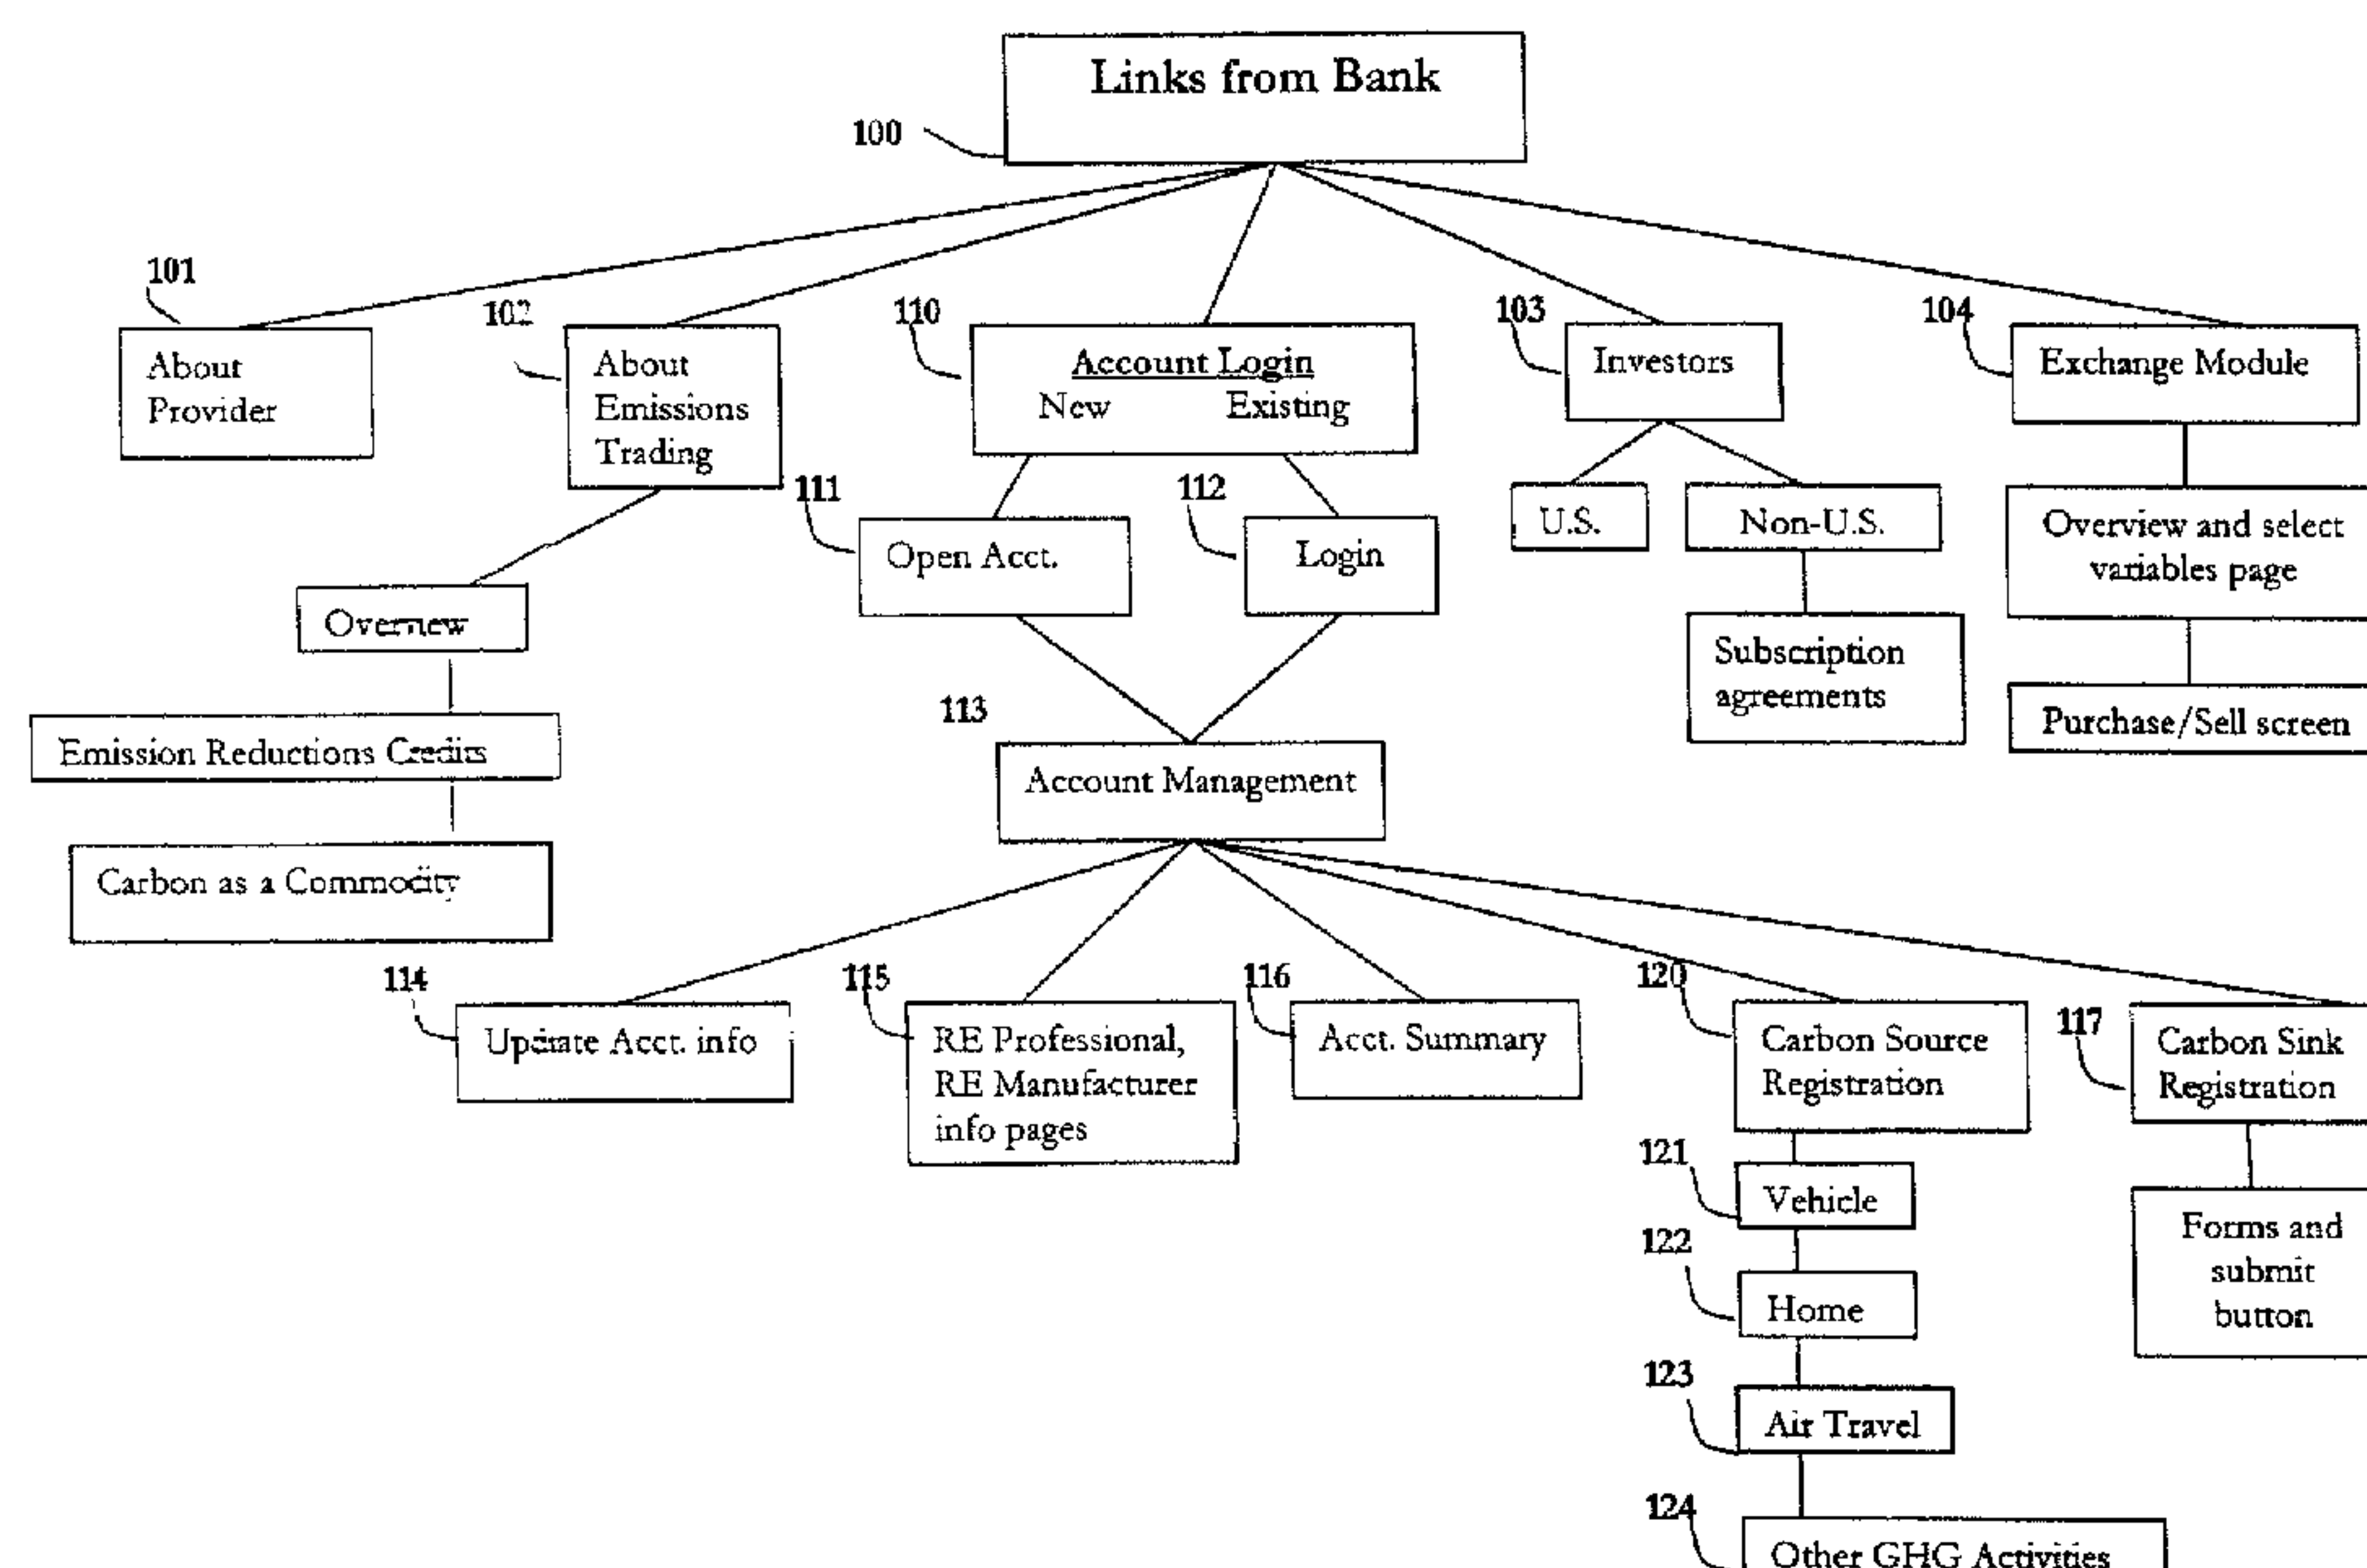 Links from Bank
100
101
102
110
103
104
About
Provider
About
Emissions
Trading
Account Login
New Existing
Investors
Exchange Module
111
112
Open Acct.
Login
U.S.
Non-U.S.
Overview and select
variables page
Overview
Subscription
agreements
Purchase/Sell screen
Emission Reductions Credits
113
Account Management
Carbon as a Commodity
114
115
116
120
117
Update Acct. info
RE Professional,
RE Manufacturer
info pages
Acct. Summary
Carbon Source
Registration
Carbon Sink
Registration
121
Vehicle
Forms and
submit
button
122
Home
123
Air Travel
124
Other GHG Activities